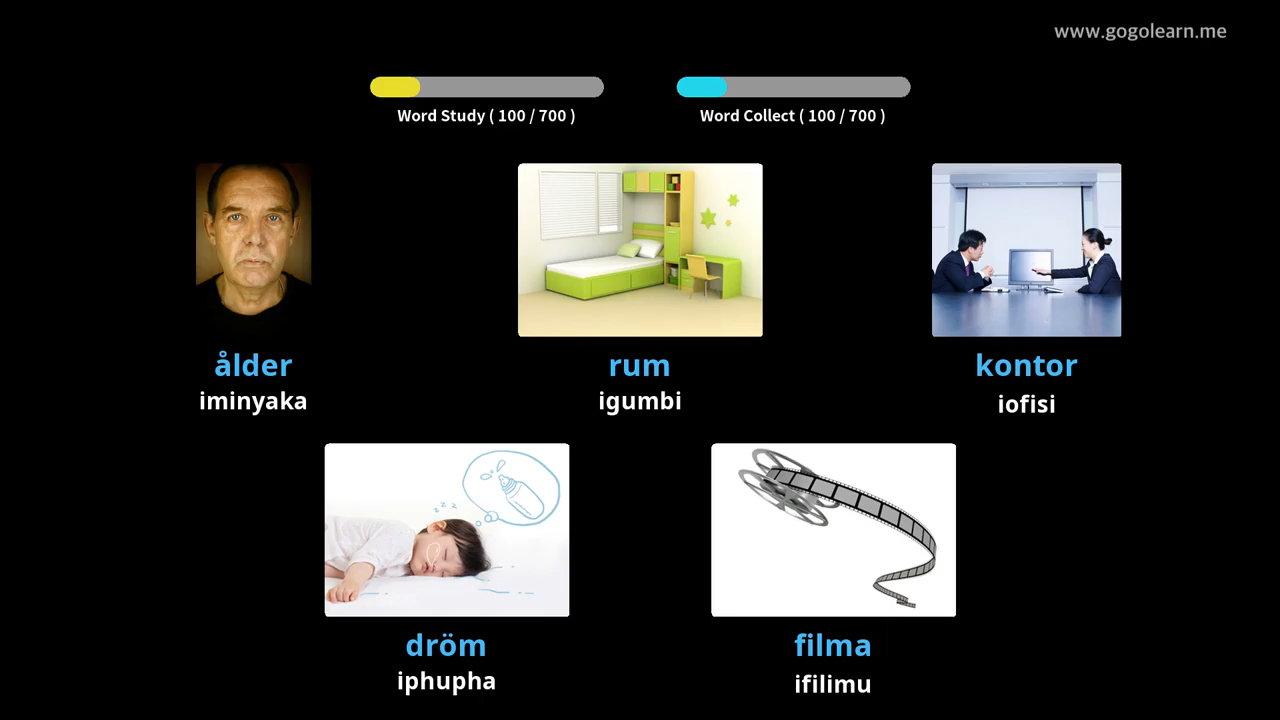 www.gogolearn.me
Word Study ( 100 / 700 )
Word Collect ( 100 / 700 )
ålder
iminyaka
rum
igumbi
kontor
iofisi
dröm
iphupha
filma
ifilimu